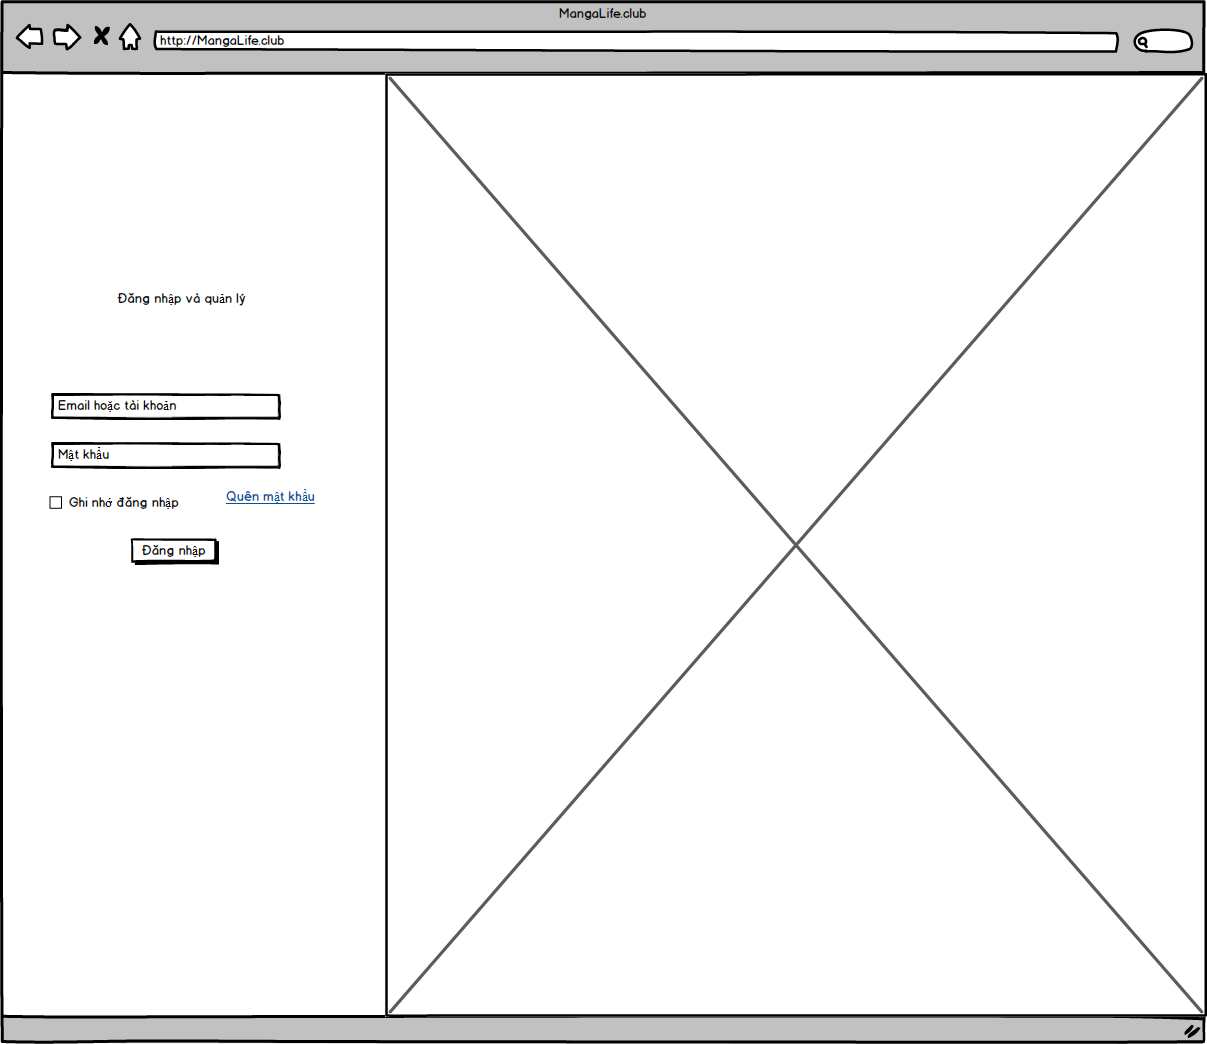 MangaLife.club
http://MangaLife.club
Đăng nhập và quản lý
Email hoặc tài khoản
Mật khẩu
Ghi nhớ đăng nhập
Quên mật khẩu
Đăng nhập